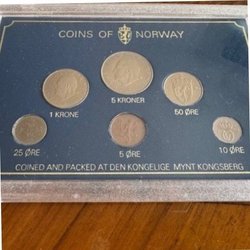 COINS OF NORWAY
5 KRONER
1 KRONE
50 ØRE
25 ØRE
5 ØRE
10 ØRE
COINED AND PACKED AT DEN KONGELIGE MYNT KONGSBERG